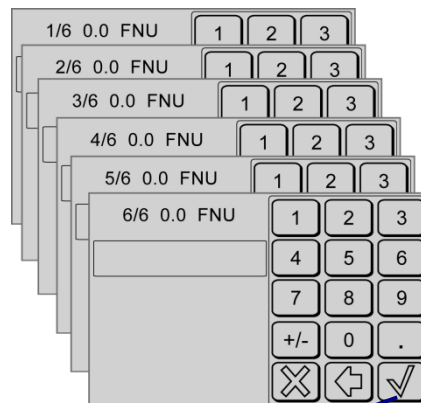 1/6 0.0 FNU 1 2 3
2/6 0.0 FNU 1 2 3
3/6 0.0 FNU 1 2 3
4/6 0.0 FNU 1 2 3
5/6 0.0 FNU 1 2 3
6/6 0.0 FNU 1 2 3
4 5 6
7 8 9
+/- 0 .